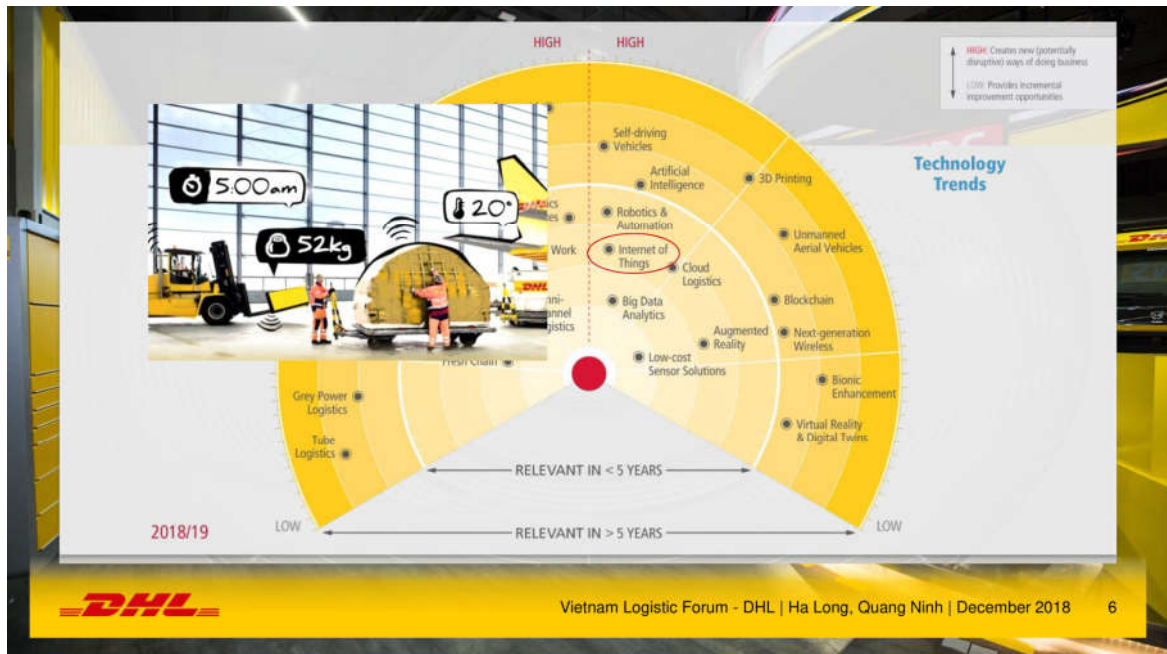 HIGH
HIGH
HIGH: Creates new (potentially
disruptive) ways of doing business
LOW: Provides incremental
improvement opportunities
Technology
Trends
Self-driving
Vehicles
Artificial
Intelligence
3D Printing
5:00am
20°
Robotics &
Automation
52kg
Work
Internet of
Things
Unmanned
Aerial Vehicles
Cloud
Logistics
Big Data
Analytics
Blockchain
Augmented
Reality
Next-generation
Wireless
Low-cost
Sensor Solutions
Fresh Chain
Bionic
Enhancement
Grey Power
Logistics
Virtual Reality
& Digital Twins
Tube
Logistics
RELEVANT IN < 5 YEARS
2018/19
LOW
RELEVANT IN > 5 YEARS
LOW
DHL
Vietnam Logistic Forum - DHL | Ha Long, Quang Ninh | December 2018
6